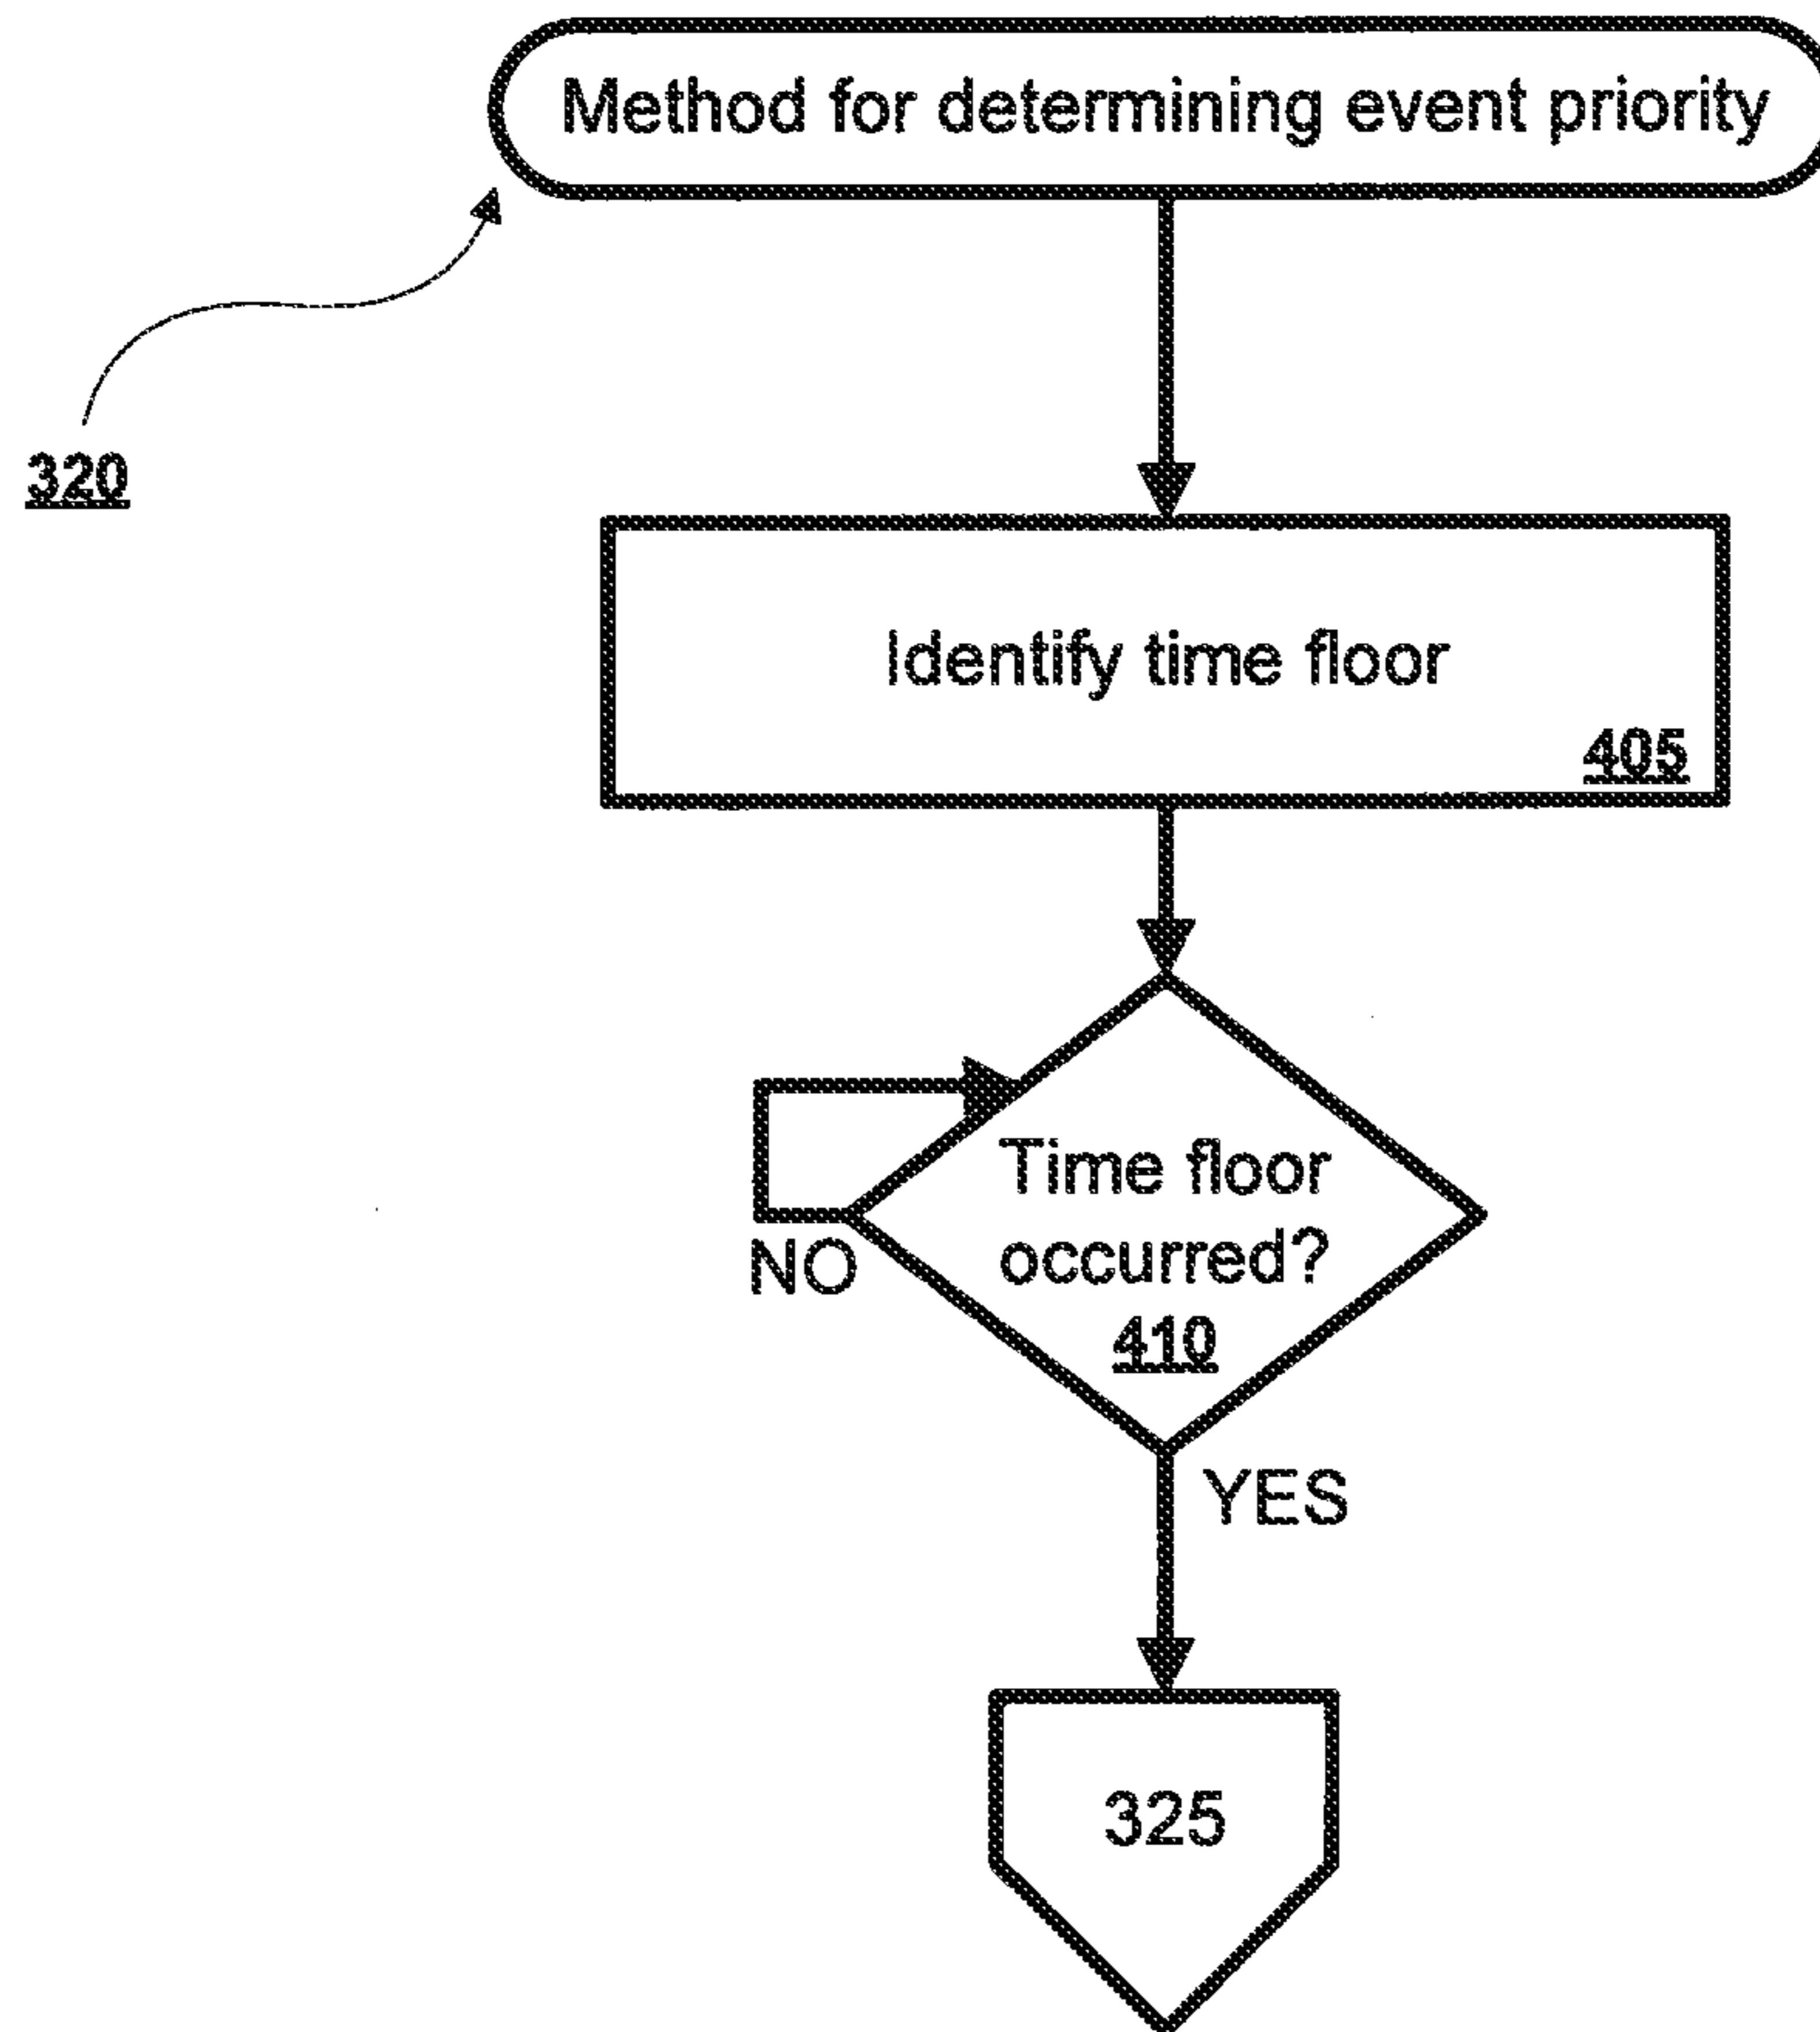 Method for determining event priority
320
Identify time floor
405
Time floor
occurred?
410
NO
YES
325